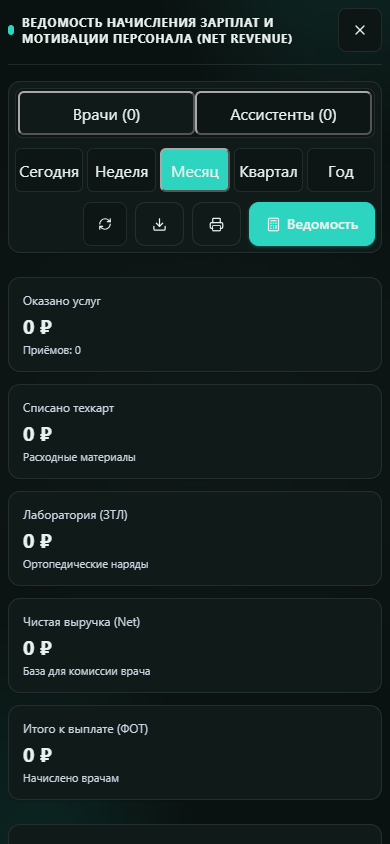 ВЕДОМОСТЬ НАЧИСЛЕНИЯ ЗАРПЛАТ И
МОТИВАЦИИ ПЕРСОНАЛА (NET REVENUE)
Врачи (0)
Ассистенты (0)
Сегодня
Неделя
Месяц
Квартал
Год
Ведомость
Оказано услуг
0 ₽
Приёмов: 0
Списано техкарт
0 ₽
Расходные материалы
Лаборатория (ЗТЛ)
0 ₽
Ортопедические наряды
Чистая выручка (Net)
0 ₽
База для комиссии врача
Итого к выплате (ФОТ)
0 ₽
Начислено врачам